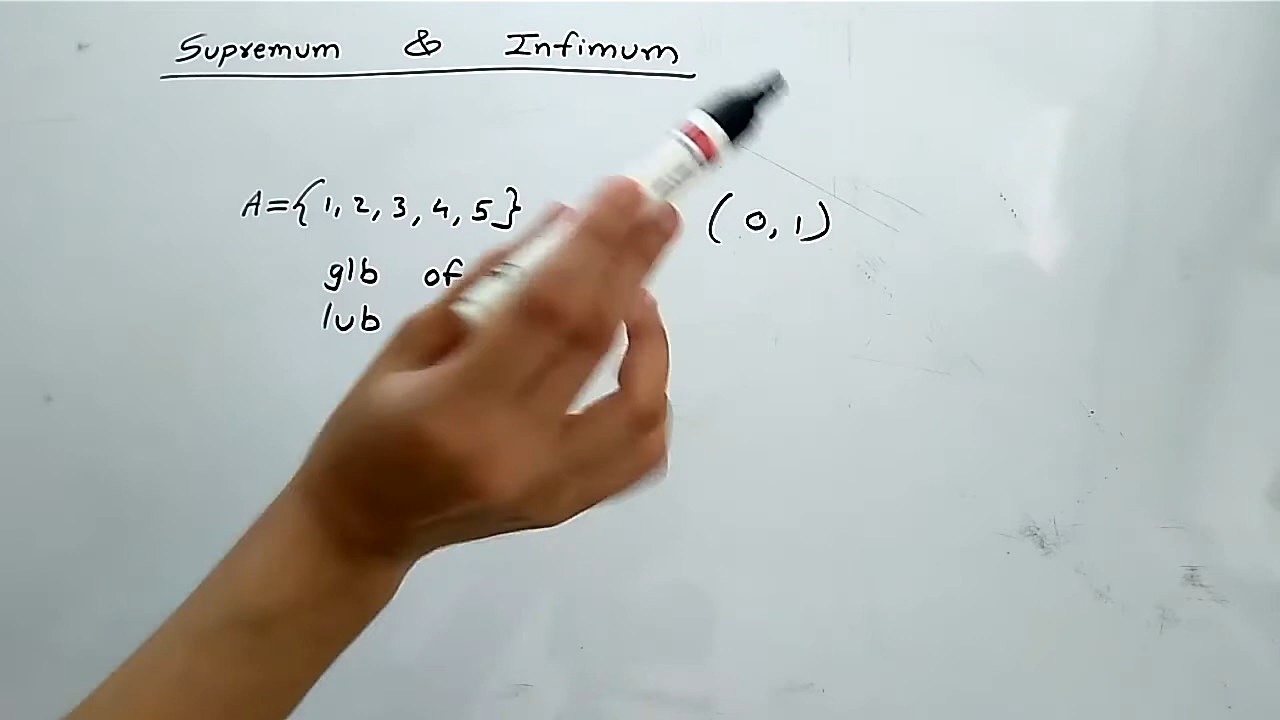 Supremum & Infimum
A={1, 2, 3, 4, 5} (0, 1)
glb of
lub